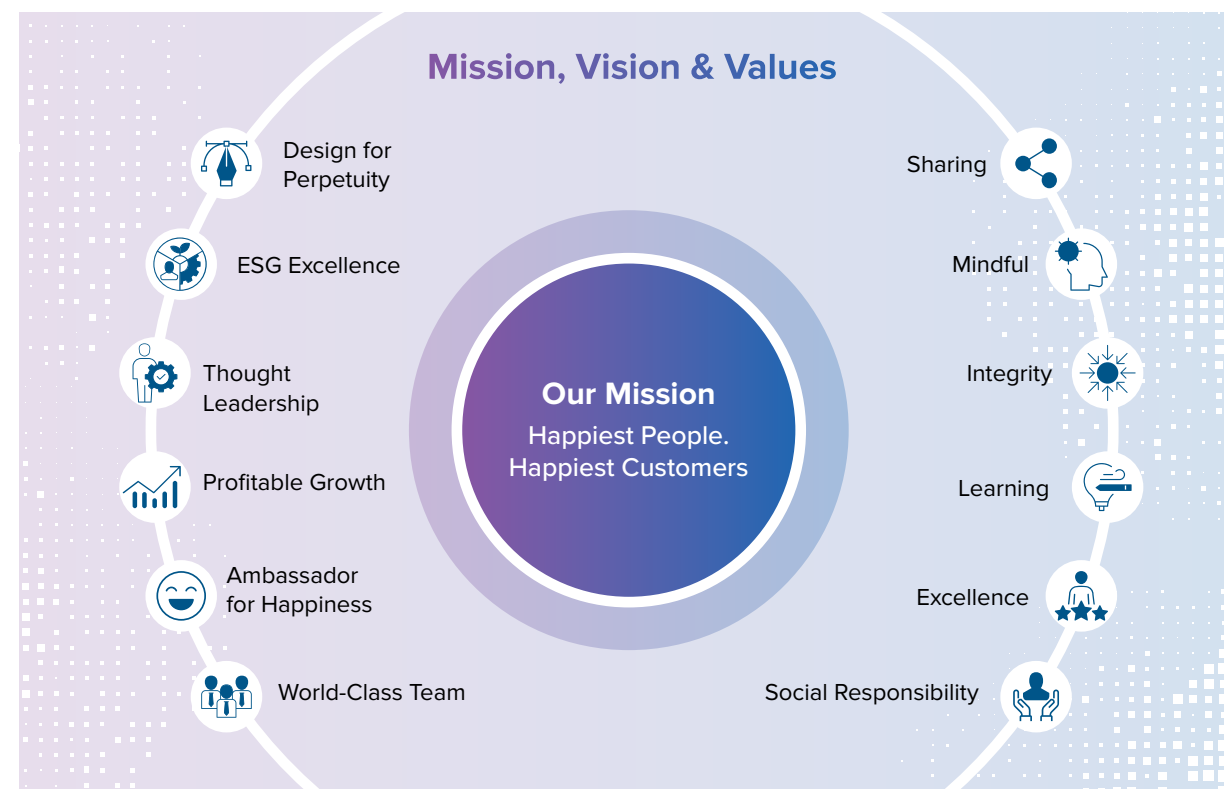 Mission, Vision & Values
Design for
Perpetuity
ESG Excellence
Thought
Leadership
Profitable Growth
Ambassador
for Happiness
World-Class Team
Our Mission
Happiest People.
Happiest Customers
Sharing
Mindful
Integrity
Learning
Excellence
Social Responsibility